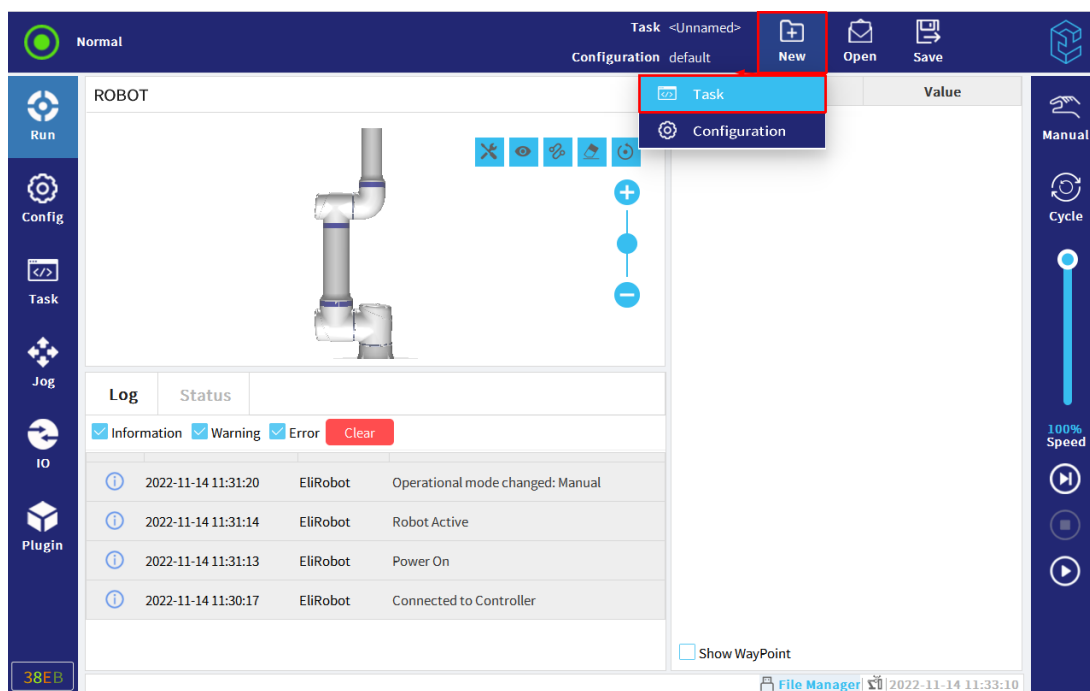 Normal
Task <Unnamed>
Configuration default
New
Open
Save
Task
Configuration
Run
Config
Task
Jog
IO
Plugin
38EB
ROBOT
Value
Log
Status
Information
Warning
Error
Clear
2022-11-14 11:31:20 EliRobot Operational mode changed: Manual
2022-11-14 11:31:14 EliRobot Robot Active
2022-11-14 11:31:13 EliRobot Power On
2022-11-14 11:30:17 EliRobot Connected to Controller
Show WayPoint
Manual
Cycle
100%
Speed
File Manager
2022-11-14 11:33:10